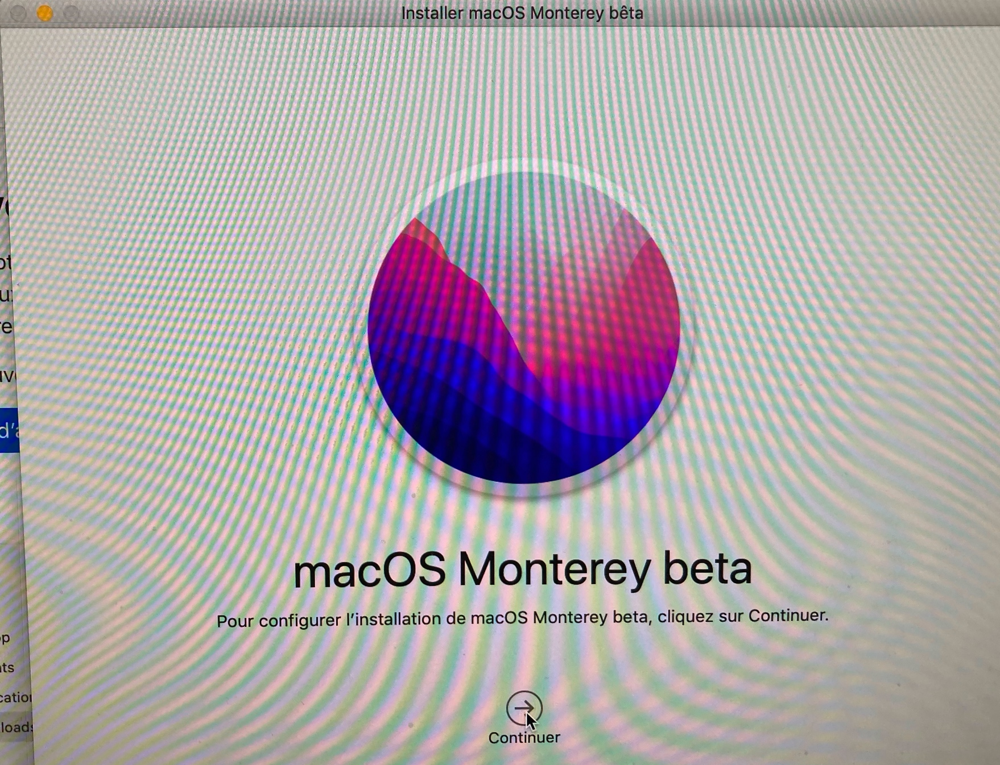 Installer macOS Monterey bêta
macOS Monterey beta
Pour configurer l’installation de macOS Monterey beta, cliquez sur Continuer.
Continuer